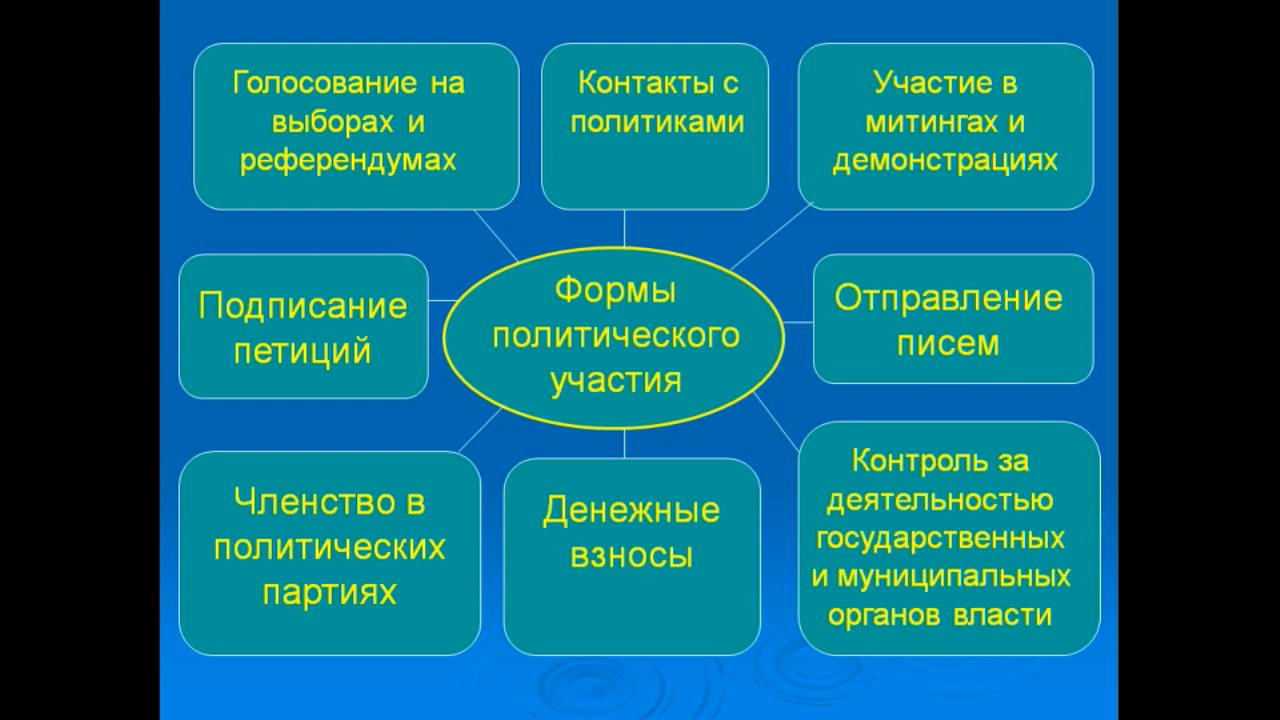 Голосование на
выборах и
референдумах
Контакты с
политиками
Участие в
митингах и
демонстрациях
Подписание
петиций
Формы
политического
участия
Отправление
писем
Членство в
политических
партиях
Денежные
взносы
Контроль за
деятельностью
государственных
и муниципальных
органов власти